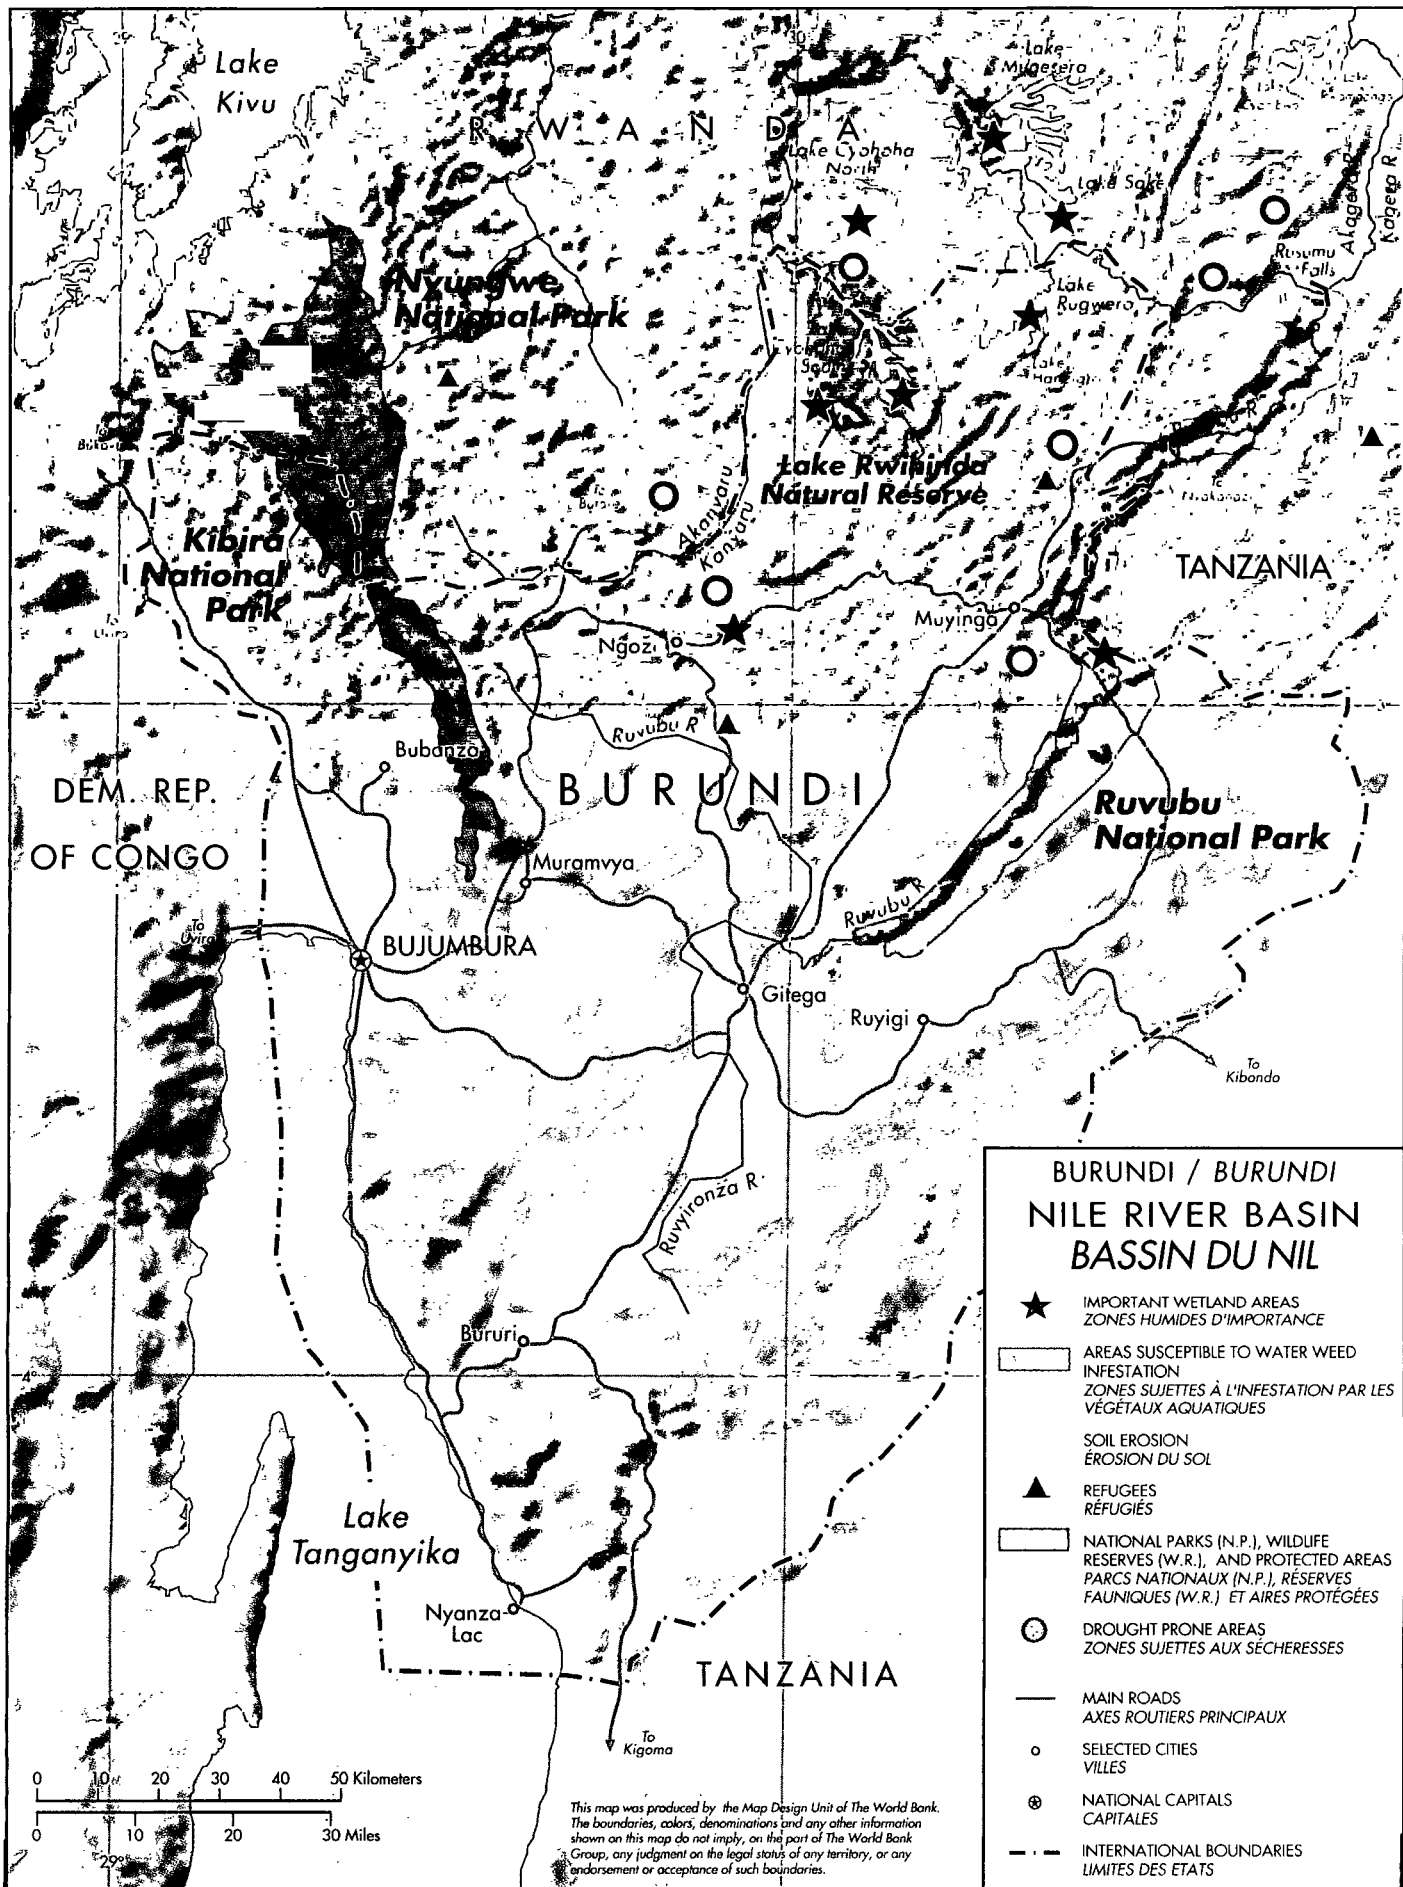 Lake
Kivu
Lake
Mugesera
R W A N D A
Lake Cyohoha
North
Lake Sake
Akagera R.
Kagera R.
Rusumu
Falls
Nyungwe
National Park
Lake
Rugwero
Lake Rwihinda
Natural Reserve
Akanyaru
Kanyaru
Kibira
National
Park
TANZANIA
Muyinga
Ngozi
Ruvubu R.
Bubanza
BURUNDI
DEM. REP.
OF CONGO
Ruvubu
National Park
Muramvya
Ruvubu R.
To
Uvira
BUJUMBURA
Gitega
Ruyigi
To
Kibondo
Ruvyironza R.
Bururi
4°
Lake
Tanganyika
Nyanza-
Lac
TANZANIA
To
Kigoma
0 10 20 30 40 50 Kilometers
0 10 20 30 Miles
29°
This map was produced by the Map Design Unit of The World Bank.
The boundaries, colors, denominations and any other information
shown on this map do not imply, on the part of The World Bank
Group, any judgment on the legal status of any territory, or any
endorsement or acceptance of such boundaries.
BURUNDI / BURUNDI
NILE RIVER BASIN
BASSIN DU NIL
IMPORTANT WETLAND AREAS
ZONES HUMIDES D'IMPORTANCE
AREAS SUSCEPTIBLE TO WATER WEED
INFESTATION
ZONES SUJETTES À L'INFESTATION PAR LES
VÉGÉTAUX AQUATIQUES
SOIL EROSION
ÉROSION DU SOL
REFUGEES
RÉFUGIÉS
NATIONAL PARKS (N.P.), WILDLIFE
RESERVES (W.R.), AND PROTECTED AREAS
PARCS NATIONAUX (N.P.), RÉSERVES
FAUNIQUES (W.R.) ET AIRES PROTÉGÉES
DROUGHT PRONE AREAS
ZONES SUJETTES AUX SÉCHERESSES
MAIN ROADS
AXES ROUTIERS PRINCIPAUX
SELECTED CITIES
VILLES
NATIONAL CAPITALS
CAPITALES
INTERNATIONAL BOUNDARIES
LIMITES DES ETATS